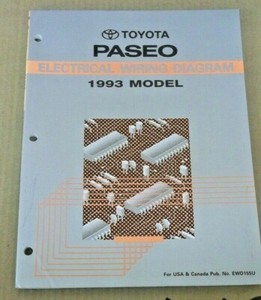 TOYOTA
PASEO
ELECTRICAL WIRING DIAGRAM
1993 MODEL
For USA & Canada Pub. No. EWD155U